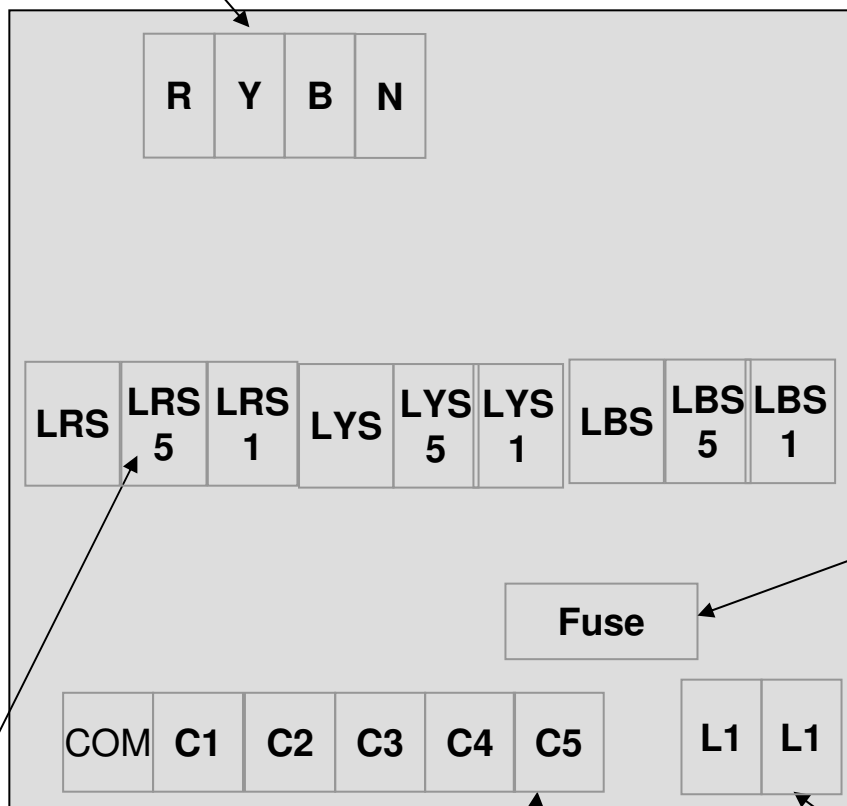 R Y B N
LRS LRS 5 LRS 1 LYS LYS 5 LYS 1 LBS LBS 5 LBS 1
Fuse
COM C1 C2 C3 C4 C5 L1 L1